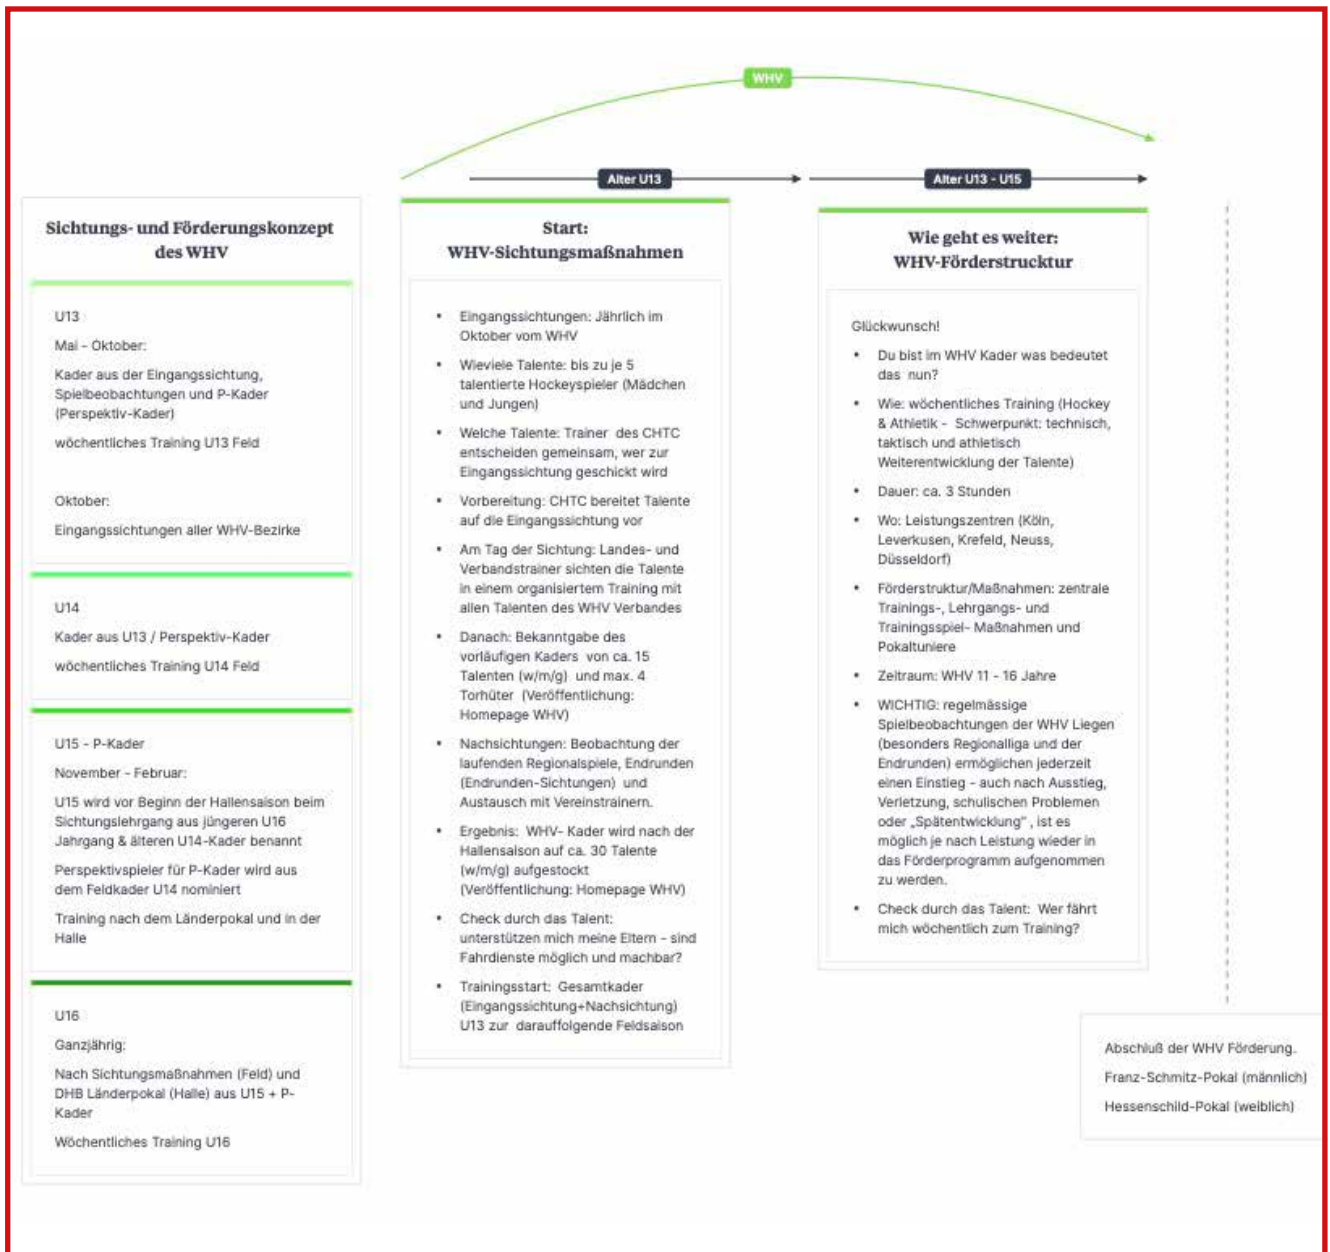 WHV
Alter U13
Alter U13 - U15
Sichtungs- und Förderungskonzept
des WHV
U13
Mai - Oktober:
Kader aus der Eingangssichtung,
Spielbeobachtungen und P-Kader
(Perspektiv-Kader)
wöchentliches Training U13 Feld
Oktober:
Eingangssichtungen aller WHV-Bezirke
U14
Kader aus U13 / Perspektiv-Kader
wöchentliches Training U14 Feld
U15 - P-Kader
November - Februar:
U15 wird vor Beginn der Hallensaison beim
Sichtungslehrgang aus jüngeren U16
Jahrgang & älteren U14-Kader benannt
Perspektivspieler für P-Kader wird aus
dem Feldkader U14 nominiert
Training nach dem Länderpokal und in der
Halle
U16
Ganzjährig:
Nach Sichtungsmaßnahmen (Feld) und
DHB Länderpokal (Halle) aus U15 + P-
Kader
Wöchentliches Training U16
Start:
WHV-Sichtungsmaßnahmen
• Eingangssichtungen: Jährlich im
Oktober vom WHV
• Wieviele Talente: bis zu je 5
talentierte Hockeyspieler (Mädchen
und Jungen)
• Welche Talente: Trainer des CHTC
entscheiden gemeinsam, wer zur
Eingangssichtung geschickt wird
• Vorbereitung: CHTC bereitet Talente
auf die Eingangssichtung vor
• Am Tag der Sichtung: Landes- und
Verbandstrainer sichten die Talente
in einem organisiertem Training mit
allen Talenten des WHV Verbandes
• Danach: Bekanntgabe des
vorläufigen Kaders von ca. 15
Talenten (w/m/g) und max. 4
Torhüter (Veröffentlichung:
Homepage WHV)
• Nachsichtungen: Beobachtung der
laufenden Regionalspiele, Endrunden
(Endrunden-Sichtungen) und
Austausch mit Vereinstrainern.
• Ergebnis: WHV- Kader wird nach der
Hallensaison auf ca. 30 Talente
(w/m/g) aufgestockt
(Veröffentlichung: Homepage WHV)
• Check durch das Talent:
unterstützen mich meine Eltern – sind
Fahrdienste möglich und machbar?
• Trainingsstart: Gesamtkader
(Eingangssichtung+Nachsichtung)
U13 zur darauffolgende Feldsaison
Wie geht es weiter:
WHV-Förderstrucktur
Glückwunsch!
• Du bist im WHV Kader was bedeutet
das nun?
• Wie: wöchentliches Training (Hockey
& Athletik - Schwerpunkt: technisch,
taktisch und athletisch
Weiterentwicklung der Talente)
• Dauer: ca. 3 Stunden
• Wo: Leistungszentren (Köln,
Leverkusen, Krefeld, Neuss,
Düsseldorf)
• Förderstruktur/Maßnahmen: zentrale
Trainings-, Lehrgangs- und
Trainingsspiel- Maßnahmen und
Pokaltuniere
• Zeitraum: WHV 11 - 16 Jahre
• WICHTIG: regelmässige
Spielbeobachtungen der WHV Liegen
(besonders Regionalliga und der
Endrunden) ermöglichen jederzeit
einen Einstieg – auch nach Ausstieg,
Verletzung, schulischen Problemen
oder „Spätentwicklung" , ist es
möglich je nach Leistung wieder in
das Förderprogramm aufgenommen
zu werden.
• Check durch das Talent: Wer fährt
mich wöchentlich zum Training?
Abschluß der WHV Förderung.
Franz-Schmitz-Pokal (männlich)
Hessenschild-Pokal (weiblich)